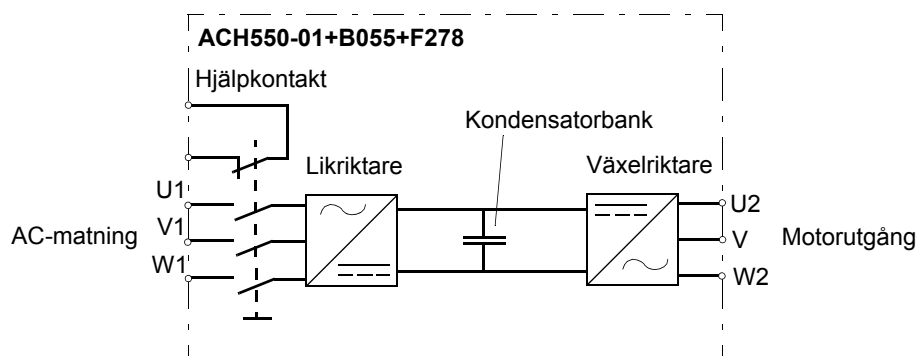 ACH550-01+B055+F278
Hjälpkontakt
Kondensatorbank
Likriktare
Växelriktare
U1
U2
AC-matning
V1
V
Motorutgång
W1
W2